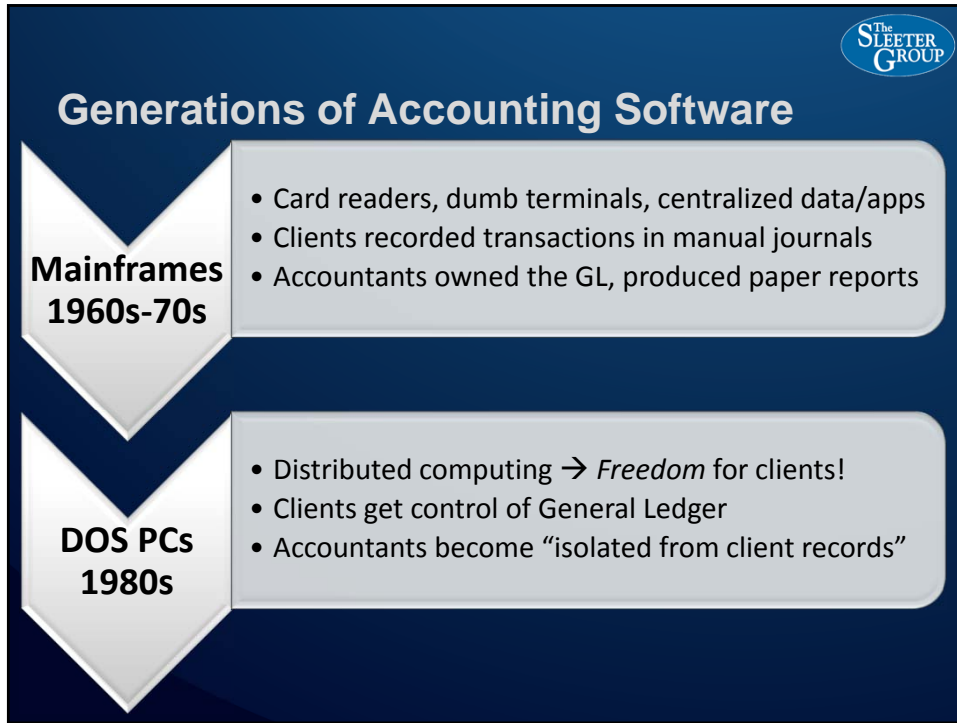 The
SLEETER
GROUP
Generations of Accounting Software
Mainframes
1960s-70s
• Card readers, dumb terminals, centralized data/apps
• Clients recorded transactions in manual journals
• Accountants owned the GL, produced paper reports
DOS PCs
1980s
• Distributed computing → Freedom for clients!
• Clients get control of General Ledger
• Accountants become “isolated from client records”